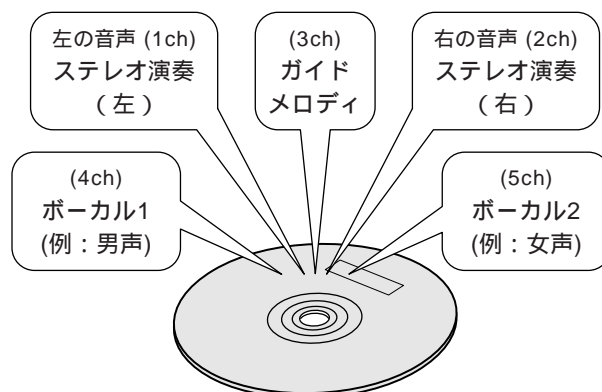 左の音声 (1ch)
ステレオ演奏
（左）
(3ch)
ガイド
メロディ
右の音声 (2ch)
ステレオ演奏
（右）
(4ch)
ボーカル1
(例：男声)
(5ch)
ボーカル2
(例：女声)